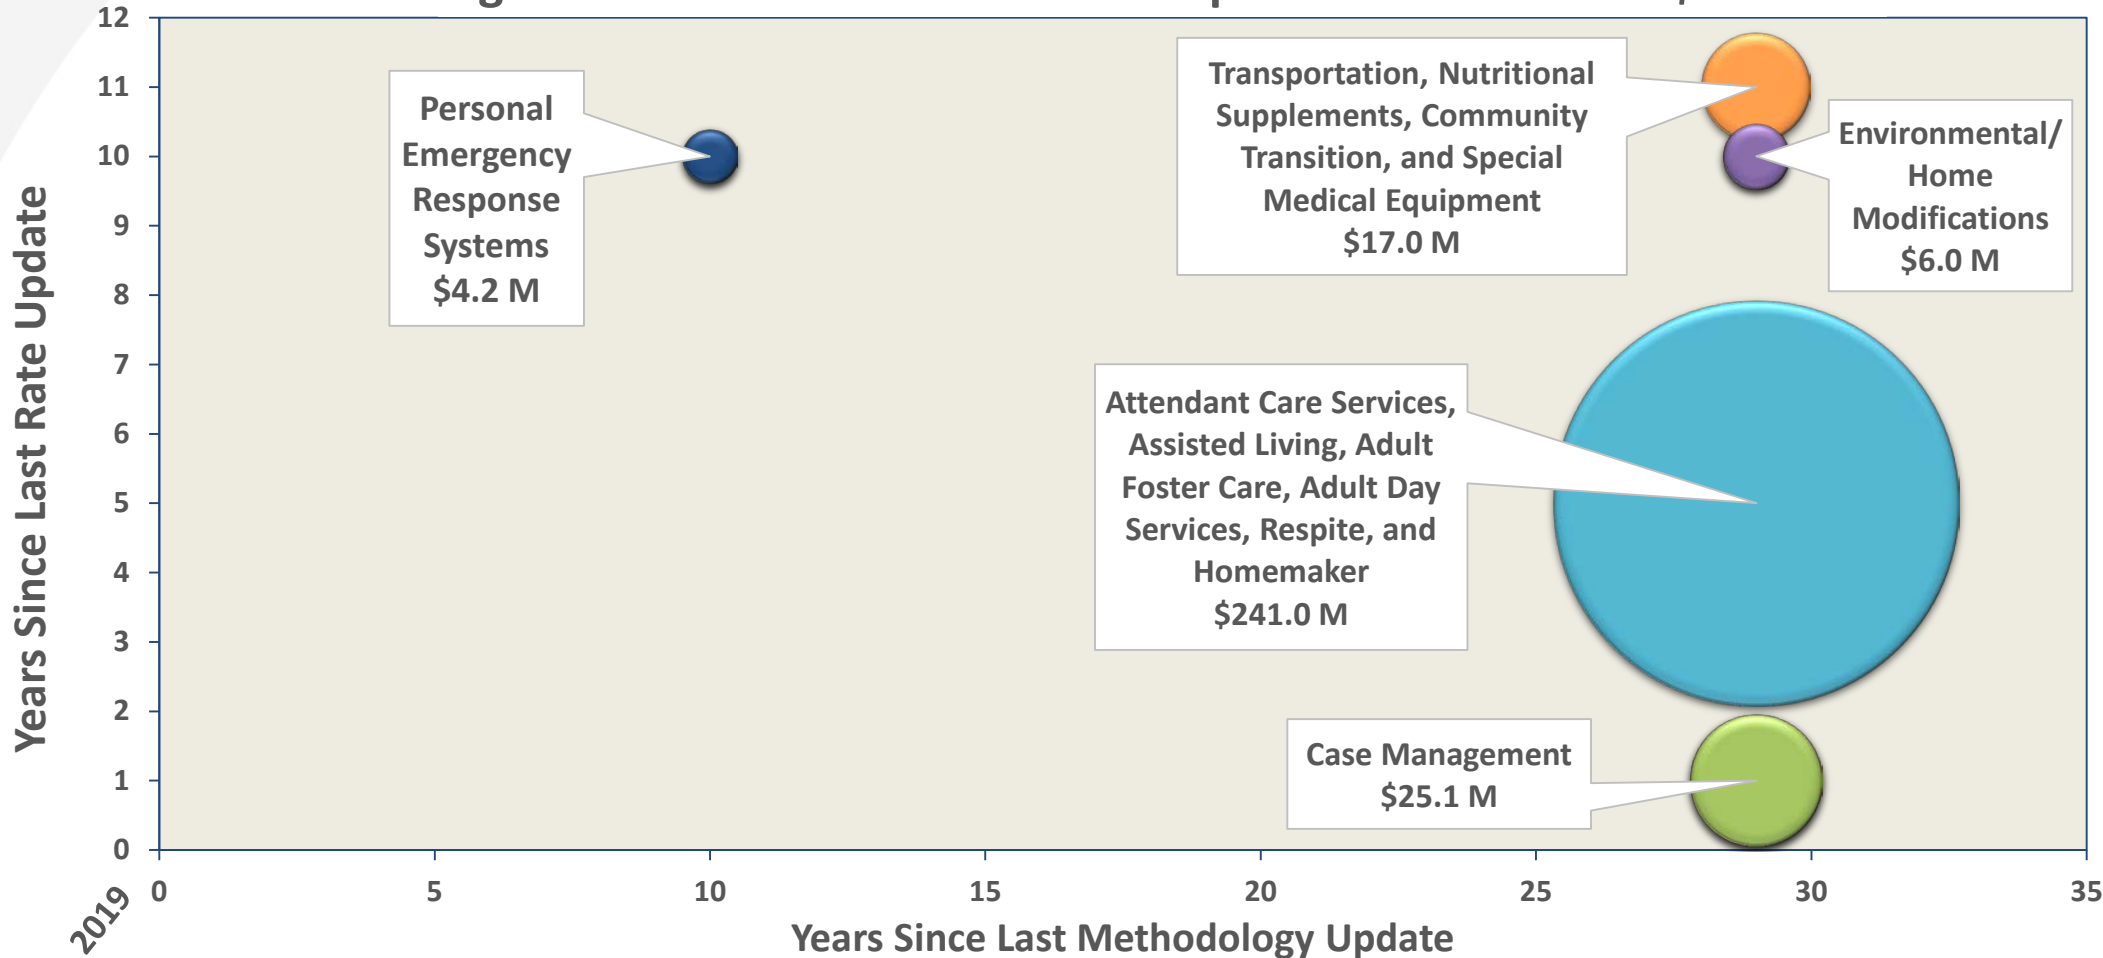 12
11
10
9
8
7
6
5
4
3
2
1
0
Years Since Last Rate Update
Personal
Emergency
Response
Systems
$4.2 M
Transportation, Nutritional
Supplements, Community
Transition, and Special
Medical Equipment
$17.0 M
Environmental/
Home
Modifications
$6.0 M
Attendant Care Services,
Assisted Living, Adult
Foster Care, Adult Day
Services, Respite, and
Homemaker
$241.0 M
Case Management
$25.1 M
2019
0 5 10 15 20 25 30 35
Years Since Last Methodology Update